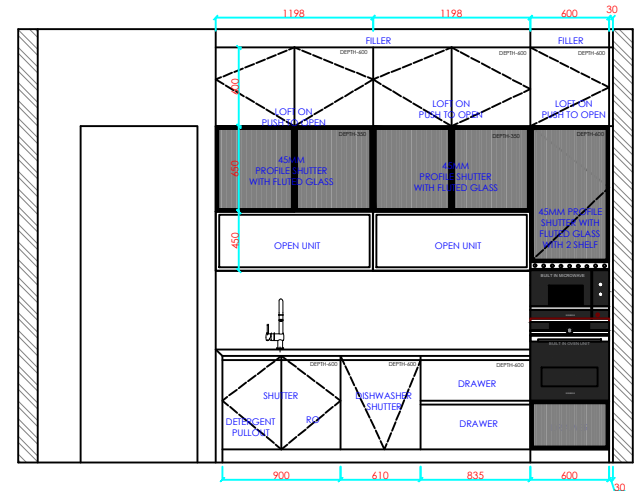 1198
1198
600
30
FILLER
FILLER
DEPTH-600
DEPTH-600
DEPTH-600
LOFT ON
PUSH TO OPEN
LOFT ON
PUSH TO OPEN
LOFT ON
PUSH TO OPEN
600
DEPTH-350
DEPTH-350
DEPTH-600
45MM
PROFILE SHUTTER
WITH FLUTED GLASS
45MM
PROFILE SHUTTER
WITH FLUTED GLASS
650
45MM PROFILE
SHUTTER WITH
FLUTED GLASS
WITH 2 SHELF
450
OPEN UNIT
OPEN UNIT
BUILT IN MICROWAVE
BUILT IN OVEN UNIT
DEPTH-600
DEPTH-600
DEPTH-600
SHUTTER
DETERGENT
PULLOUT
RO
DISHWASHER
SHUTTER
DRAWER
DRAWER
900
610
835
600
30